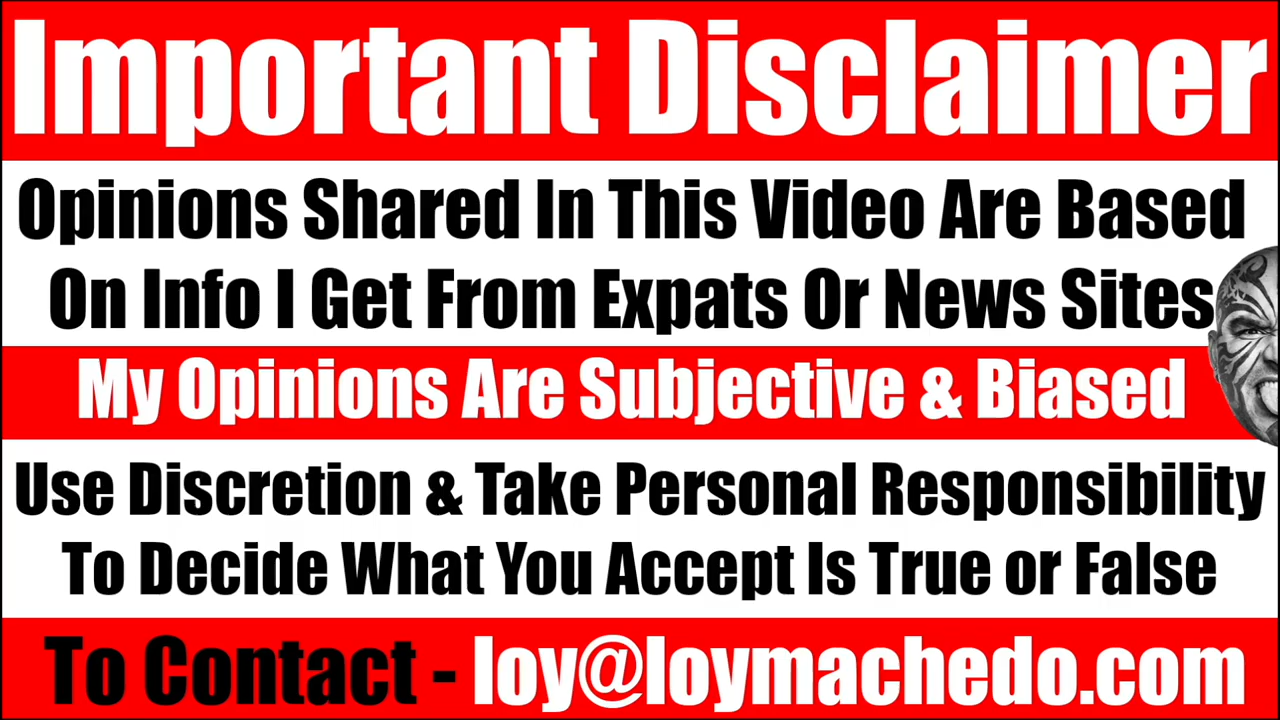 Important Disclaimer
Opinions Shared In This Video Are Based
On Info I Get From Expats Or News Sites
My Opinions Are Subjective & Biased
Use Discretion & Take Personal Responsibility
To Decide What You Accept Is True or False
To Contact - loy@loymachedo.com